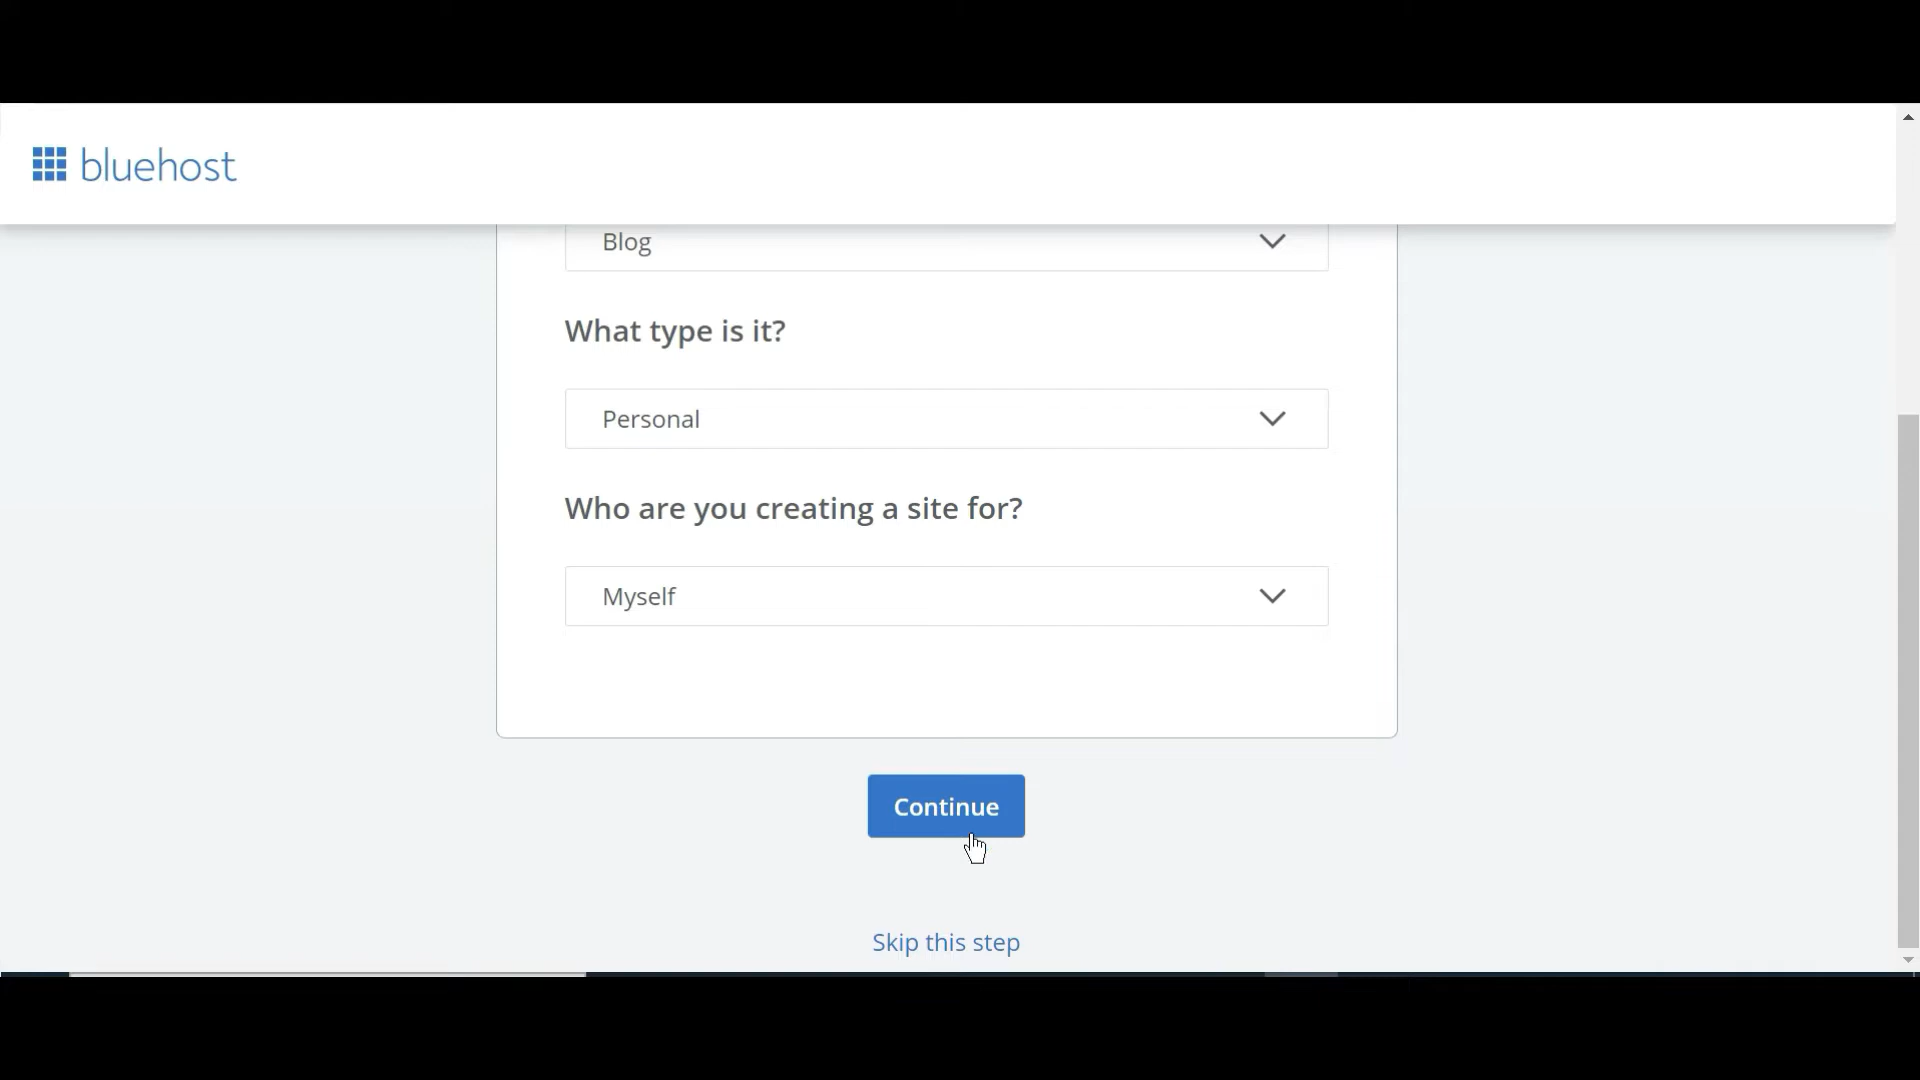 bluehost
Blog
What type is it?
Personal
Who are you creating a site for?
Myself
Continue
Skip this step